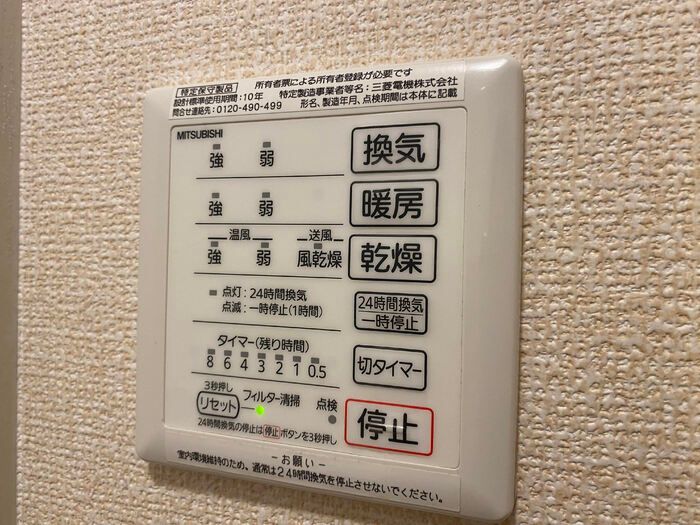 所有者票による所有者登録が必要です
特定保守製品
設計標準使用期間：10年 特定製造事業者等名：三菱電機株式会社
問合せ連絡先：0120-490-499 形名、製造年月、点検期間は本体に記載
MITSUBISHI
強 弱 換気
強 弱 暖房
温風 送風
強 弱 風乾燥 乾燥
点灯：24時間換気 24時間換気
点滅：一時停止(1時間) 一時停止
タイマー(残り時間)
8 6 4 3 2 1 0.5 切タイマー
3秒押し
リセット フィルター清掃 点検 停止
24時間換気の停止は停止ボタンを3秒押し
－お願い－
室内環境維持のため、通常は24時間換気を停止させないでください。